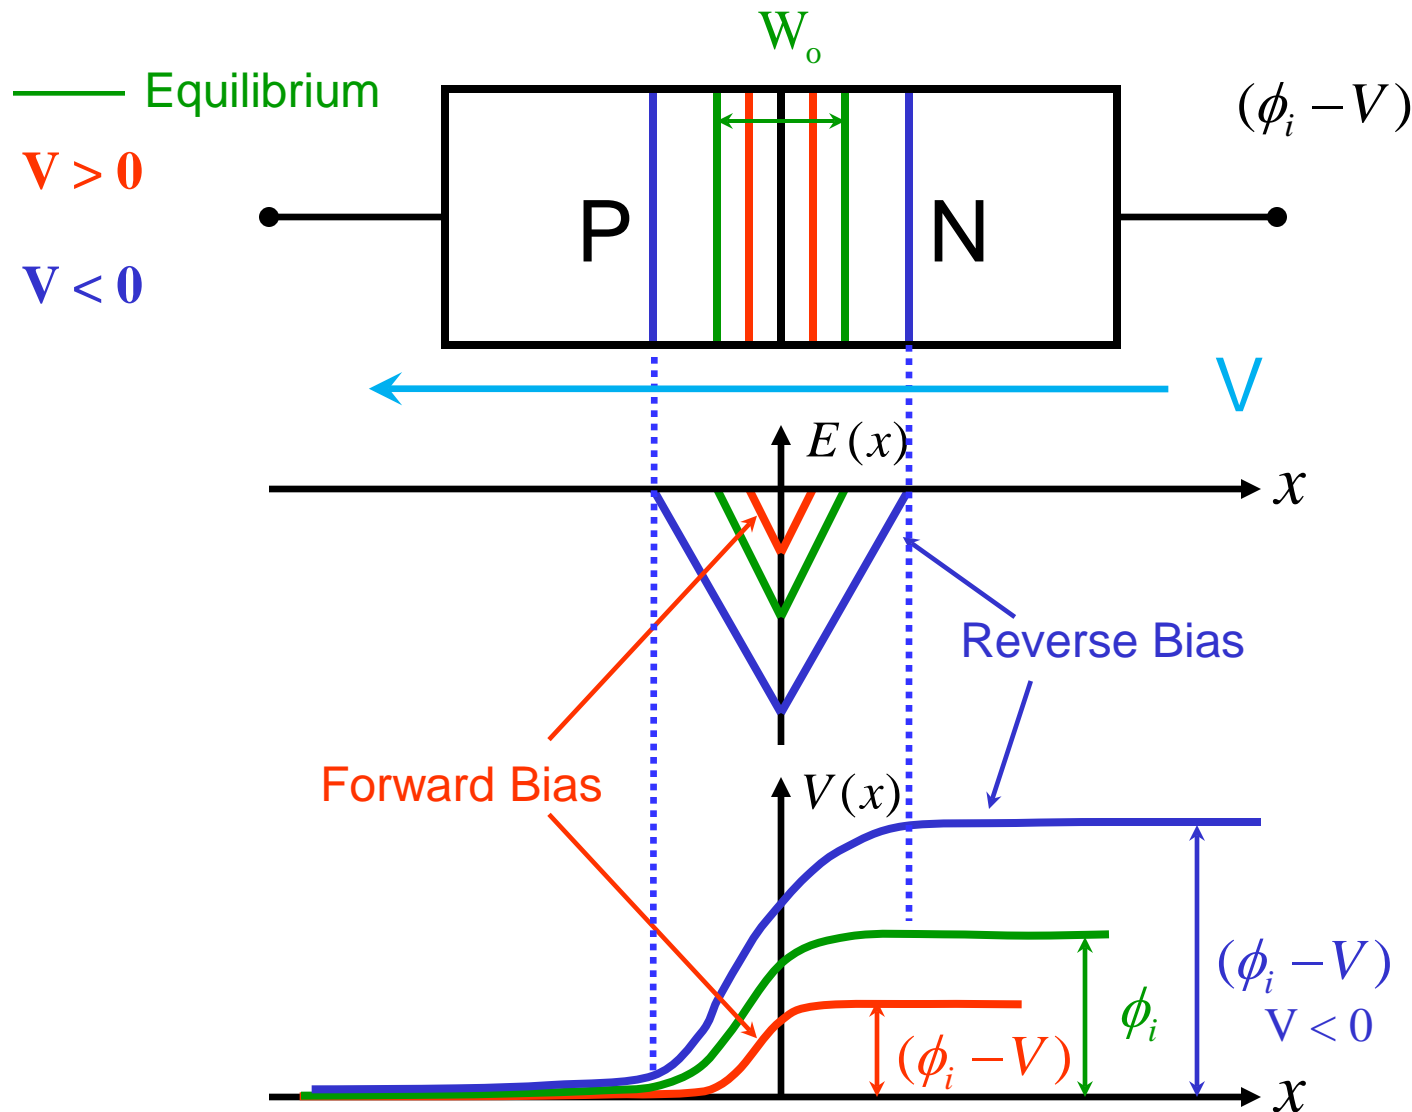 W₀
Equilibrium
(ϕᵢ − V)
V > 0
P
N
V < 0
V
E(x)
x
Reverse Bias
Forward Bias
V(x)
(ϕᵢ − V)
V < 0
ϕᵢ
(ϕᵢ − V)
x